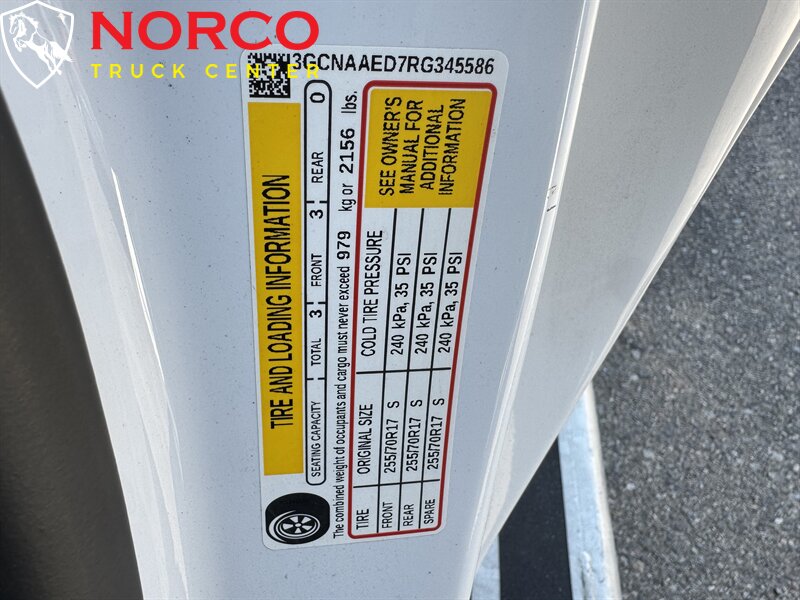 NORCO
TRUCK CENTER
3GCNAAED7RG345586
TIRE AND LOADING INFORMATION
SEATING CAPACITY TOTAL 3 FRONT 3 REAR 0
The combined weight of occupants and cargo must never exceed 979 kg or 2156 lbs.
TIRE ORIGINAL SIZE COLD TIRE PRESSURE
FRONT 255/70R17 S 240 kPa, 35 PSI
REAR 255/70R17 S 240 kPa, 35 PSI
SPARE 255/70R17 S 240 kPa, 35 PSI
SEE OWNER'S
MANUAL FOR
ADDITIONAL
INFORMATION